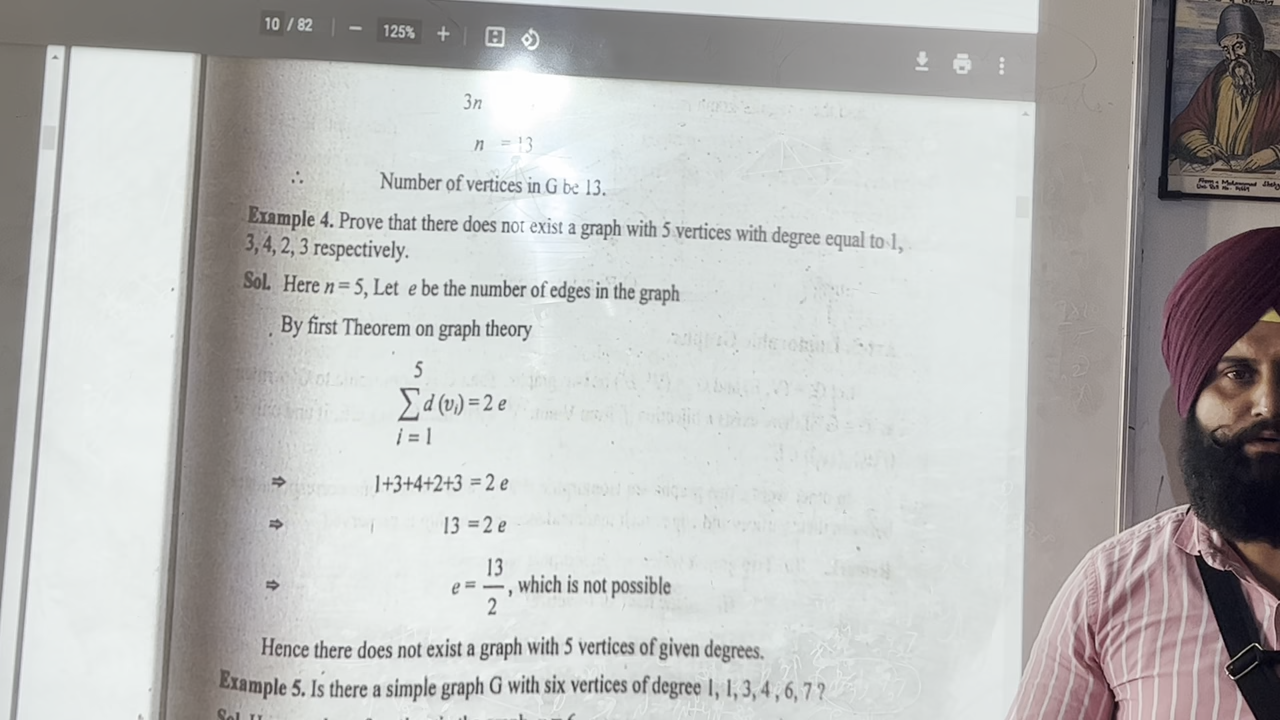 10 / 82 | − 125% +
3n
n = 13
∴ Number of vertices in G be 13.
Example 4. Prove that there does not exist a graph with 5 vertices with degree equal to 1,
3, 4, 2, 3 respectively.
Sol. Here n = 5, Let e be the number of edges in the graph
By first Theorem on graph theory
5
∑ d (vᵢ) = 2 e
i = 1
⇒ 1+3+4+2+3 = 2 e
⇒ 13 = 2 e
⇒ e = 13/2, which is not possible
Hence there does not exist a graph with 5 vertices of given degrees.
Example 5. Is there a simple graph G with six vertices of degree 1, 1, 3, 4, 6, 7 ?